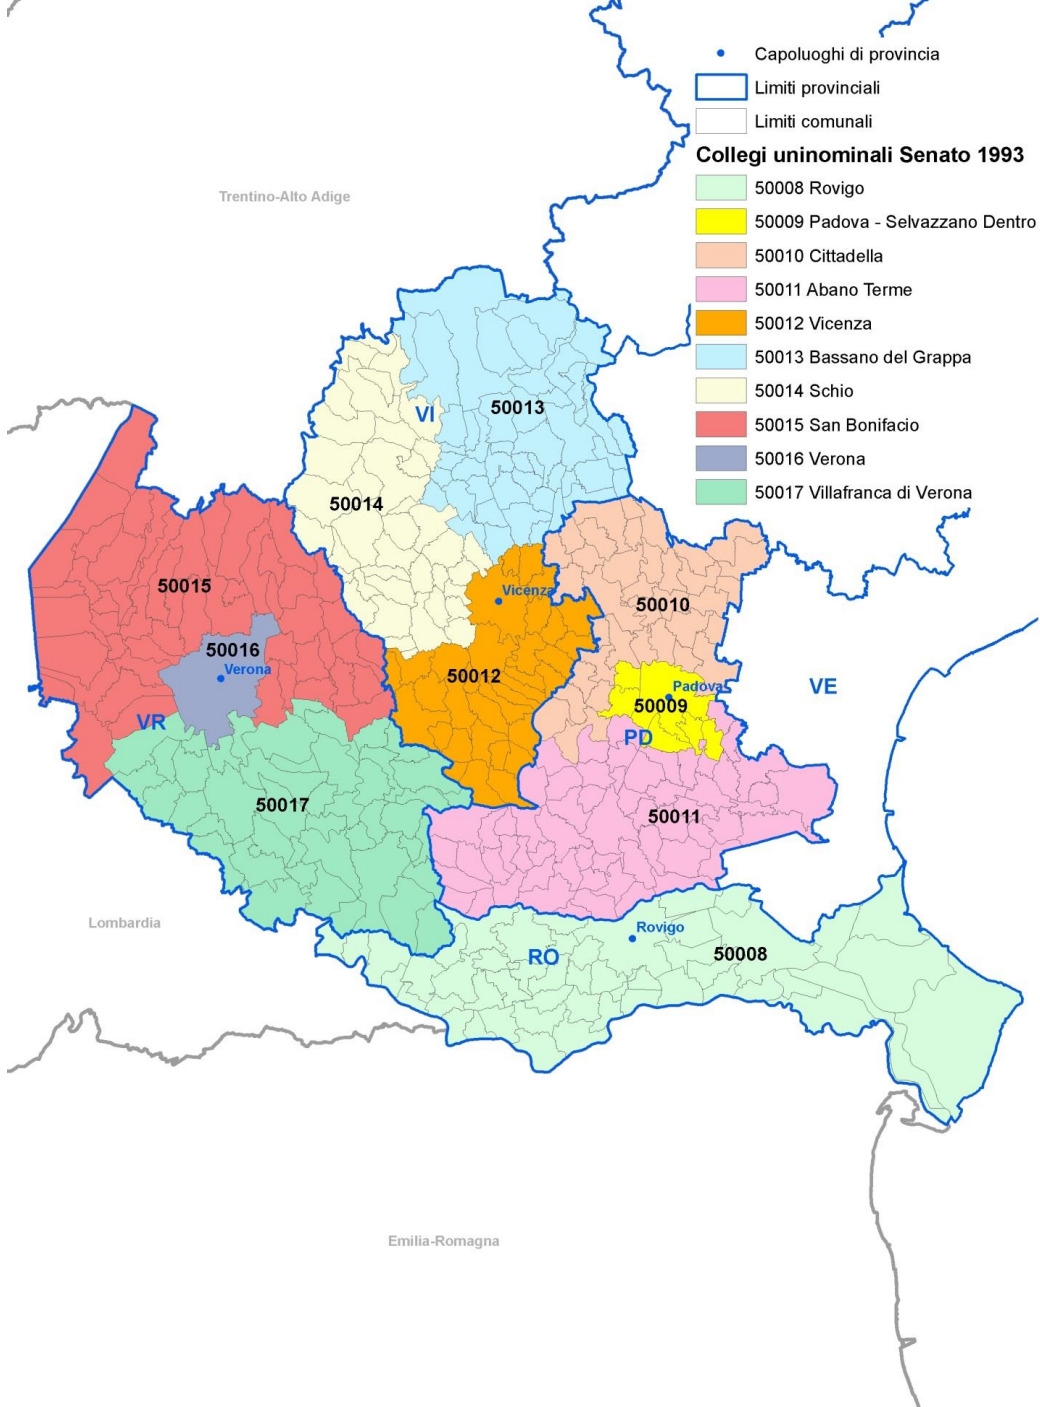 Capoluoghi di provincia
Limiti provinciali
Limiti comunali
Collegi uninominali Senato 1993
50008 Rovigo
50009 Padova - Selvazzano Dentro
50010 Cittadella
50011 Abano Terme
50012 Vicenza
50013 Bassano del Grappa
50014 Schio
50015 San Bonifacio
50016 Verona
50017 Villafranca di Verona
Trentino-Alto Adige
VI
50013
50014
50015
Vicenza
50010
50016
Verona
50012
VE
Padova
50009
VR
PD
50017
50011
Lombardia
Rovigo
RO
50008
Emilia-Romagna